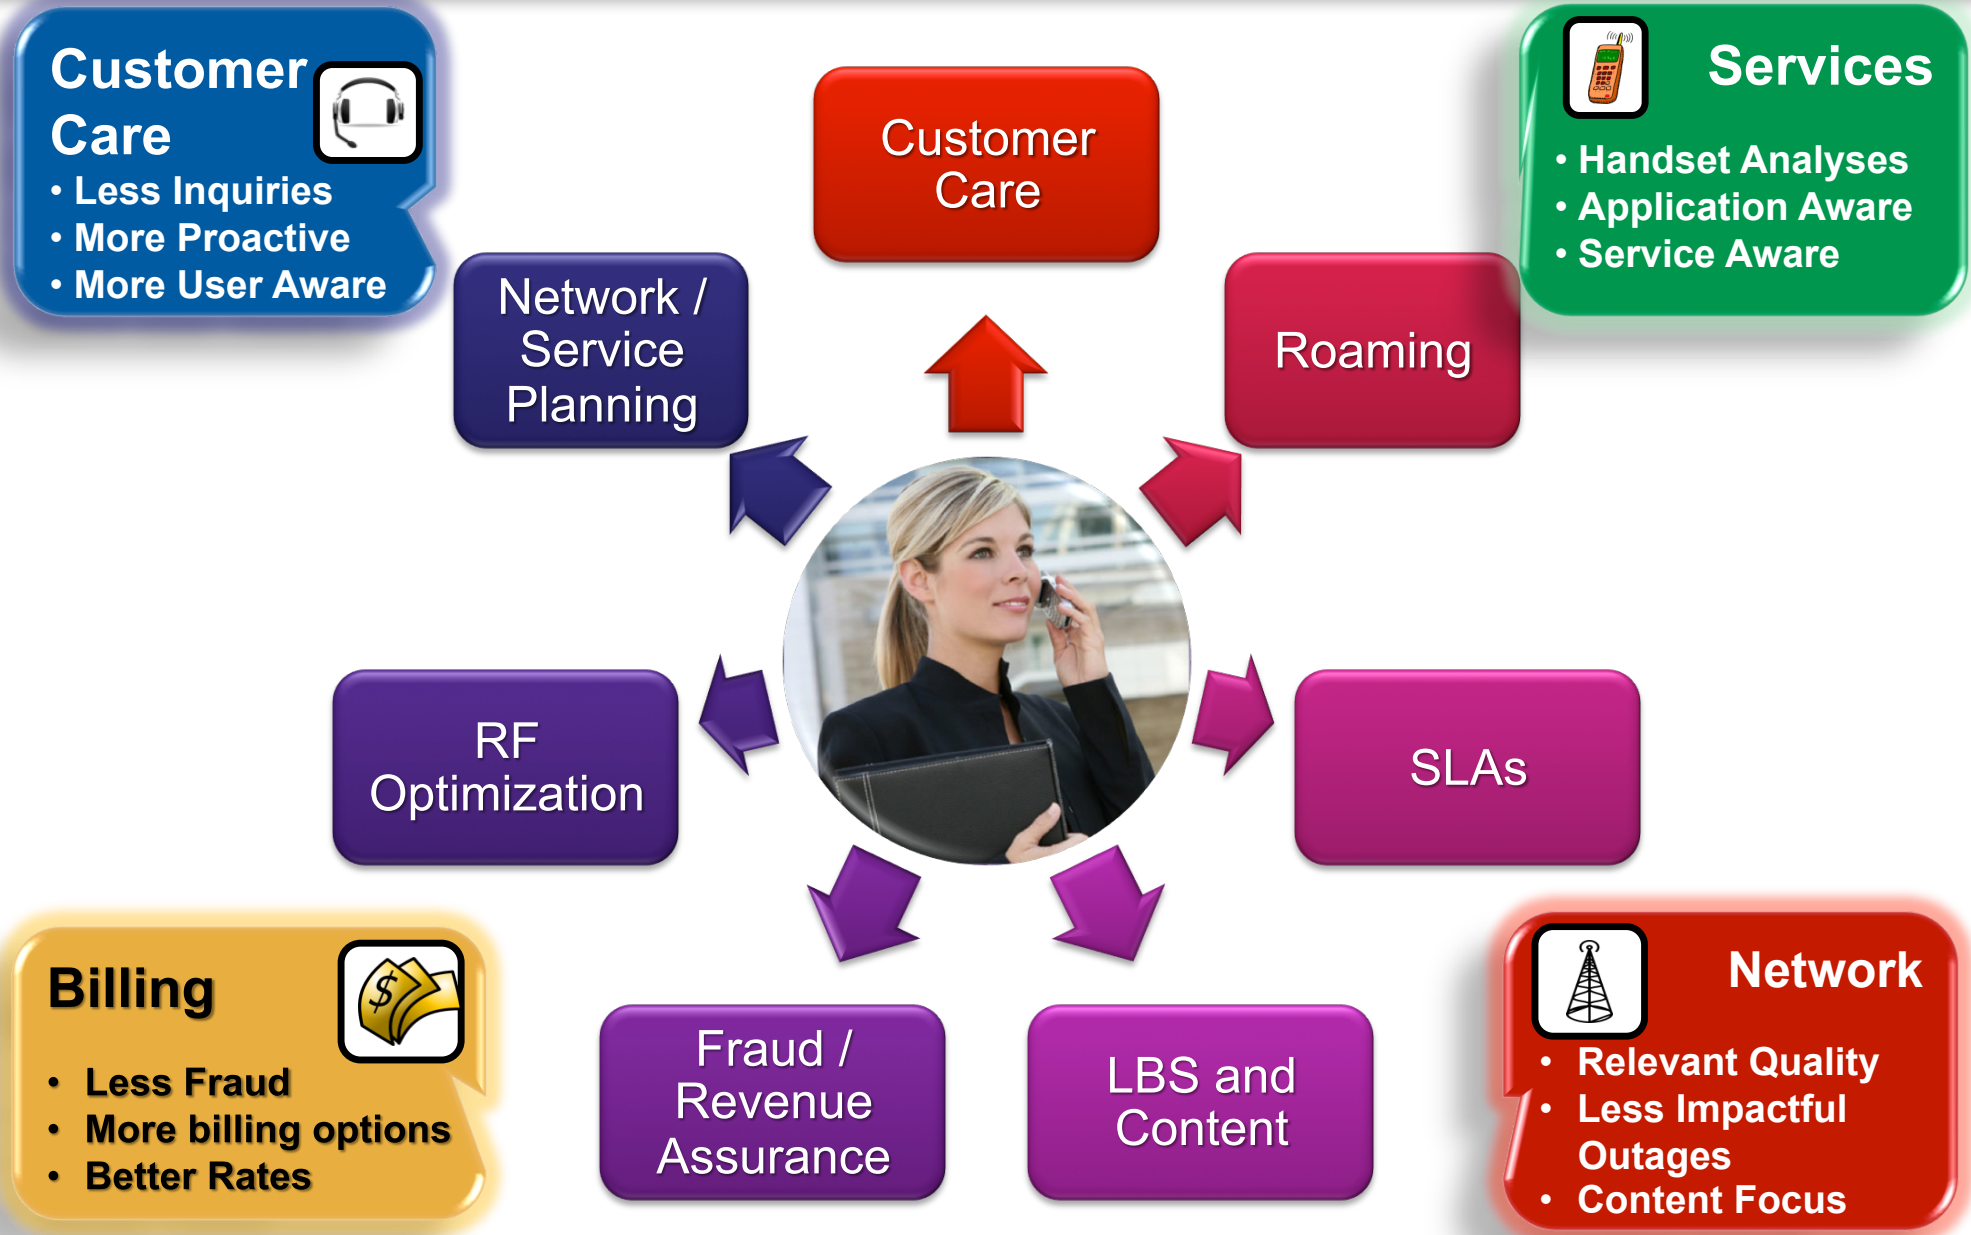 Customer
Care
• Less Inquiries
• More Proactive
• More User Aware
Customer
Care
Services
• Handset Analyses
• Application Aware
• Service Aware
Network /
Service
Planning
Roaming
RF
Optimization
SLAs
Billing
• Less Fraud
• More billing options
• Better Rates
$
Fraud /
Revenue
Assurance
LBS and
Content
Network
• Relevant Quality
• Less Impactful
Outages
• Content Focus